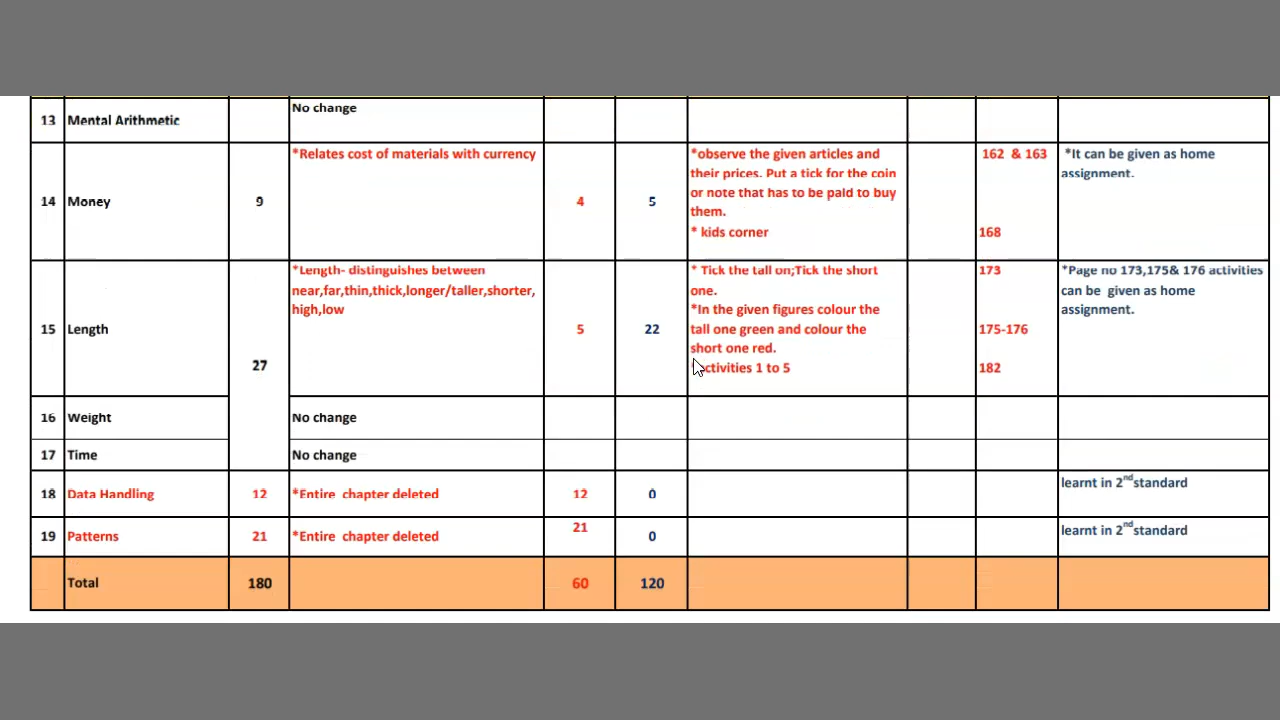 13 Mental Arithmetic No change
14 Money 9 *Relates cost of materials with currency 4 5
*observe the given articles and
their prices. Put a tick for the coin
or note that has to be paid to buy
them.
* kids corner
162 & 163
168
*It can be given as home
assignment.
15 Length 27
*Length- distinguishes between
near,far,thin,thick,longer/taller,shorter,
high,low
5 22
* Tick the tall on;Tick the short
one.
*In the given figures colour the
tall one green and colour the
short one red.
ctivities 1 to 5
173
175-176
182
*Page no 173,175& 176 activities
can be given as home
assignment.
16 Weight No change
17 Time No change
18 Data Handling 12 *Entire chapter deleted 12 0 learnt in 2nd standard
19 Patterns 21 *Entire chapter deleted 21 0 learnt in 2nd standard
Total 180 60 120